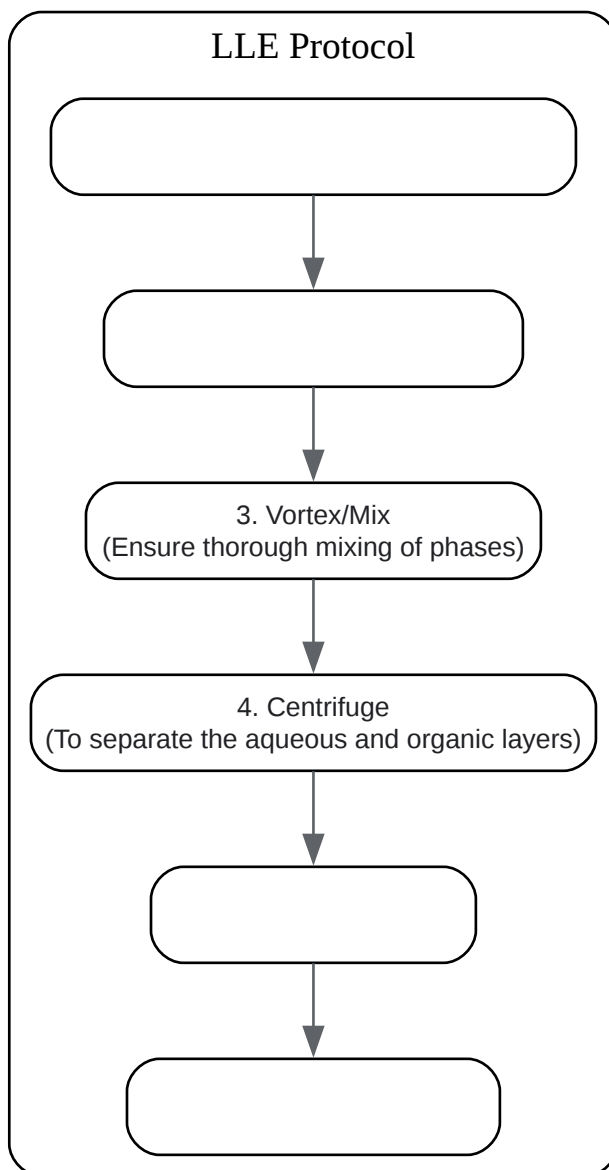 LLE Protocol
3. Vortex/Mix
(Ensure thorough mixing of phases)
4. Centrifuge
(To separate the aqueous and organic layers)